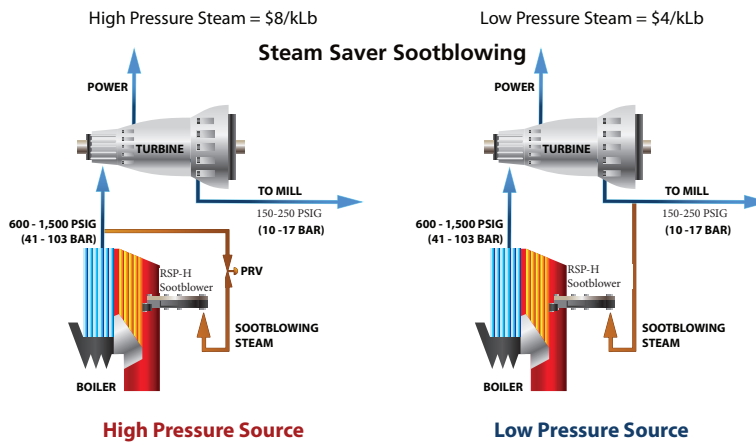 High Pressure Steam = $8/kLb
Low Pressure Steam = $4/kLb
Steam Saver Sootblowing
POWER
TURBINE
TO MILL
150-250 PSIG
(10 -17 BAR)
600 - 1,500 PSIG
(41 - 103 BAR)
PRV
RSP-H
Sootblower
SOOTBLOWING
STEAM
BOILER
High Pressure Source
POWER
TURBINE
TO MILL
150-250 PSIG
(10 -17 BAR)
600 - 1,500 PSIG
(41 - 103 BAR)
RSP-H
Sootblower
SOOTBLOWING
STEAM
BOILER
Low Pressure Source